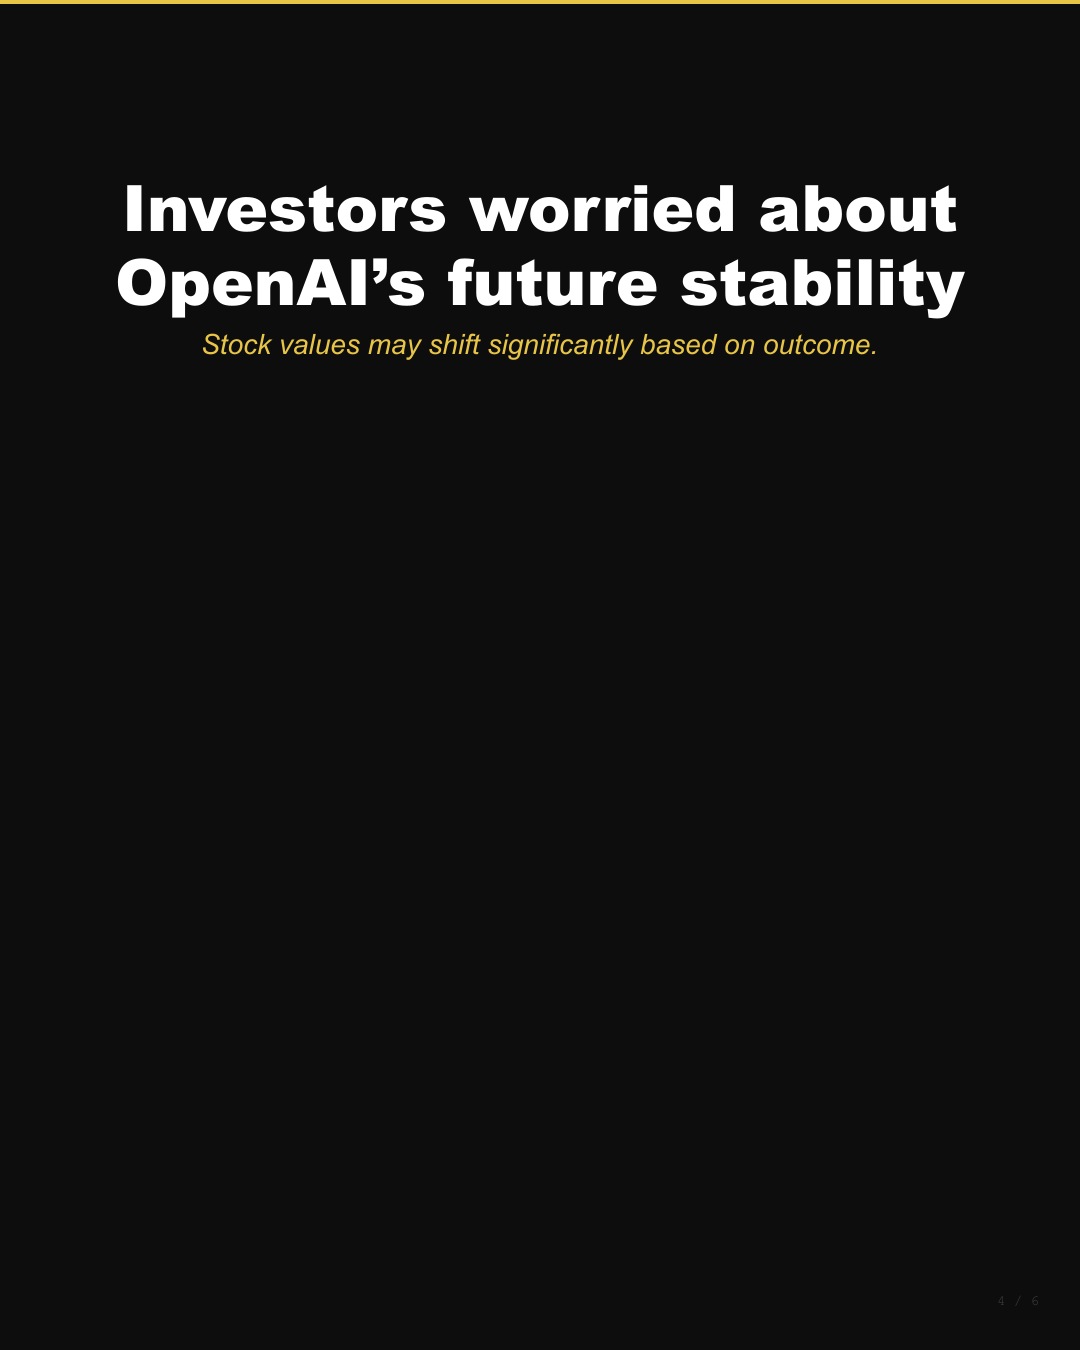 Investors worried about
OpenAI’s future stability
Stock values may shift significantly based on outcome.
4 / 6